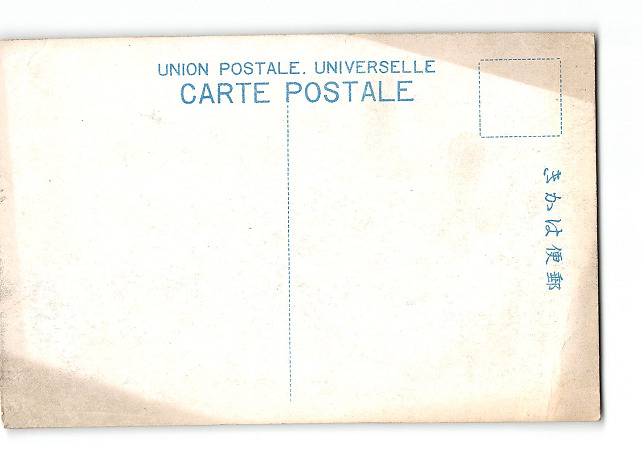 UNION POSTALE. UNIVERSELLE
CARTE POSTALE
きかは便郵